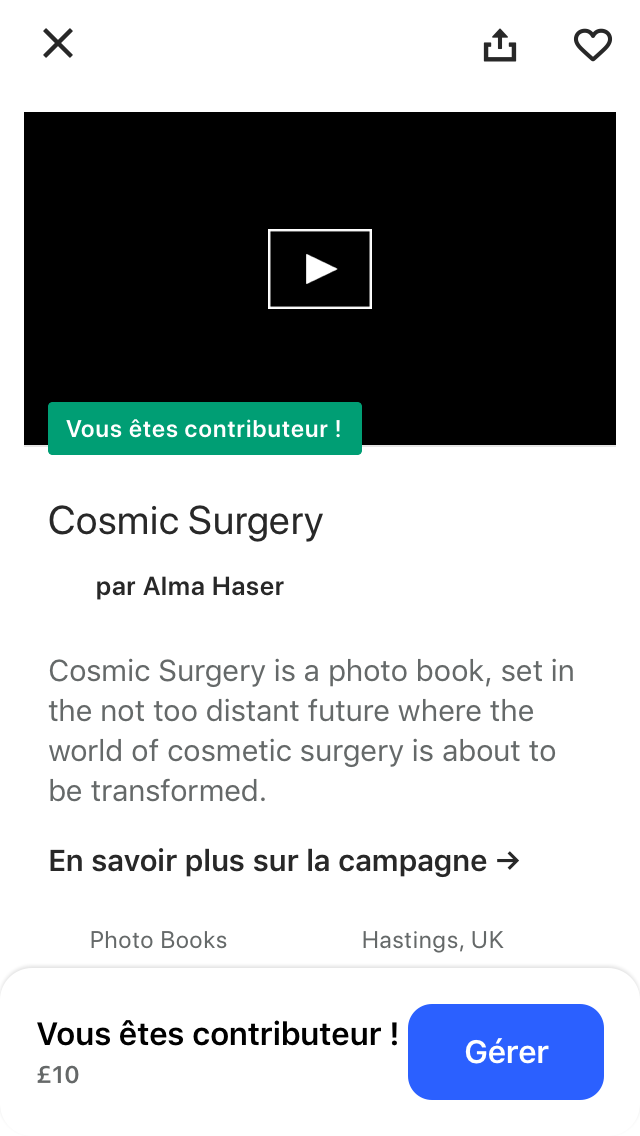 Vous êtes contributeur !
Cosmic Surgery
par Alma Haser
Cosmic Surgery is a photo book, set in
the not too distant future where the
world of cosmetic surgery is about to
be transformed.
En savoir plus sur la campagne →
Photo Books
Hastings, UK
Vous êtes contributeur !
£10
Gérer